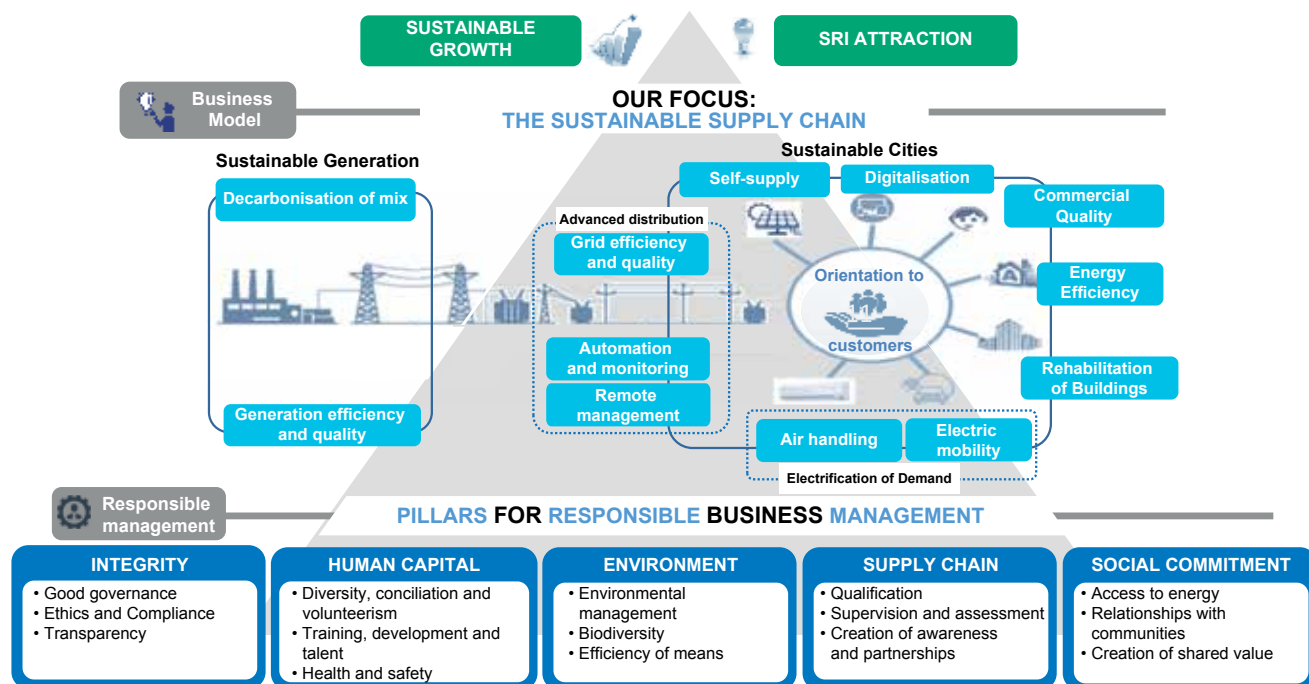 SUSTAINABLE
GROWTH
SRI ATTRACTION
Business
Model
OUR FOCUS:
THE SUSTAINABLE SUPPLY CHAIN
Sustainable Generation
Decarbonisation of mix
Generation efficiency
and quality
Advanced distribution
Grid efficiency
and quality
Automation
and monitoring
Remote
management
Sustainable Cities
Self-supply
Digitalisation
Commercial
Quality
Energy
Efficiency
Rehabilitation
of Buildings
Orientation to
customers
Air handling
Electric
mobility
Electrification of Demand
Responsible
management
PILLARS FOR RESPONSIBLE BUSINESS MANAGEMENT
INTEGRITY
• Good governance
• Ethics and Compliance
• Transparency
HUMAN CAPITAL
• Diversity, conciliation and
volunteerism
• Training, development and
talent
• Health and safety
ENVIRONMENT
• Environmental
management
• Biodiversity
• Efficiency of means
SUPPLY CHAIN
• Qualification
• Supervision and assessment
• Creation of awareness
and partnerships
SOCIAL COMMITMENT
• Access to energy
• Relationships with
communities
• Creation of shared value